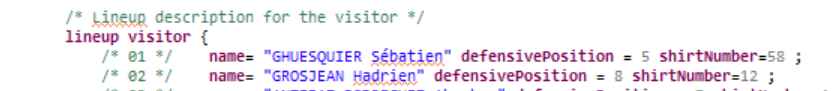 /* Lineup description for the visitor */
lineup visitor {
/* 01 */ name= "GHUESQUIER Sébatien" defensivePosition = 5 shirtNumber=58 ;
/* 02 */ name= "GROSJEAN Hadrien" defensivePosition = 8 shirtNumber=12 ;